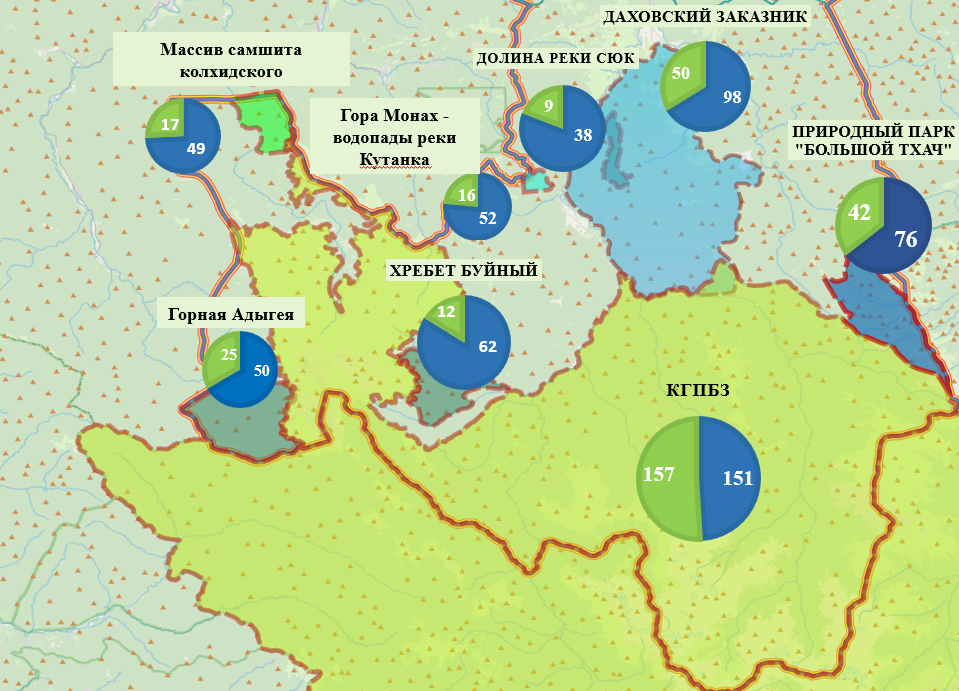 ДАХОВСКИЙ ЗАКАЗНИК
Массив самшита
колхидского
ДОЛИНА РЕКИ СЮК
50
98
Гора Монах -
водопады реки
Кутанка
9
38
17
49
ПРИРОДНЫЙ ПАРК
"БОЛЬШОЙ ТХАЧ"
16
52
42
76
ХРЕБЕТ БУЙНЫЙ
Горная Адыгея
12
62
25
50
КГПБЗ
157
151